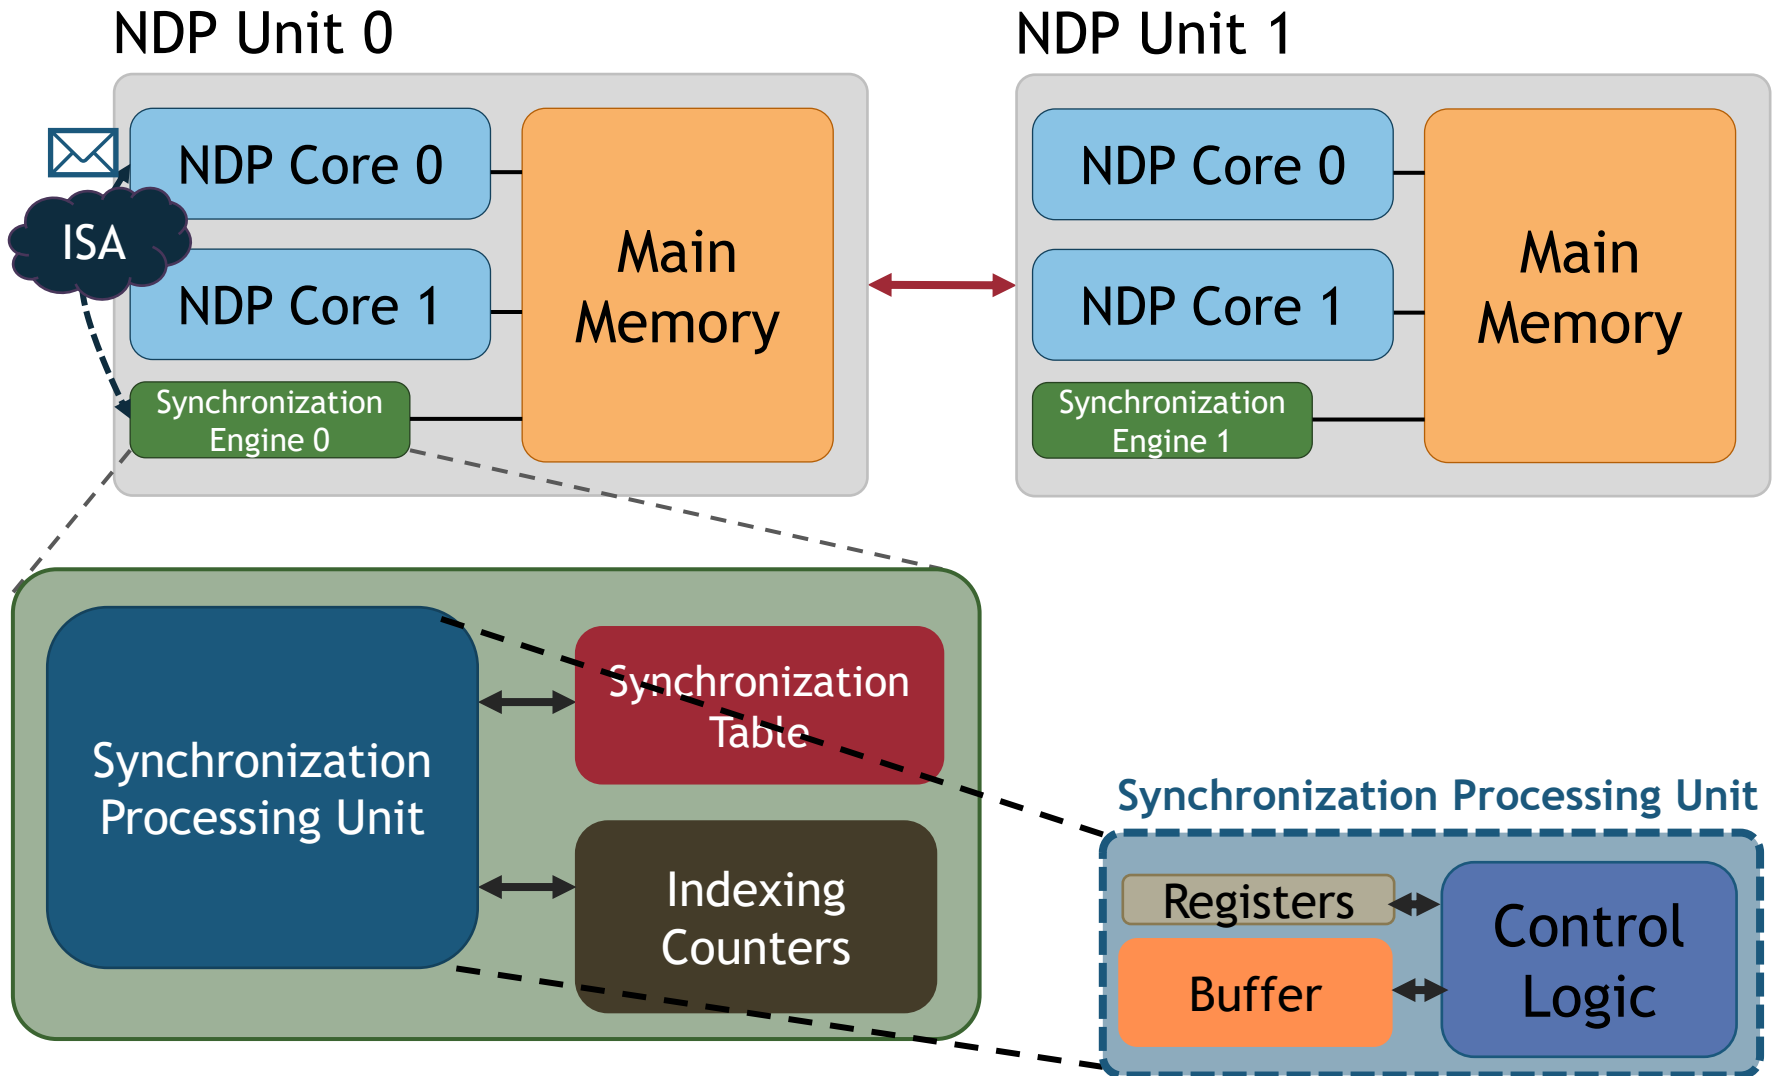 NDP Unit 0
NDP Core 0
ISA
NDP Core 1
Synchronization
Engine 0
Main
Memory
NDP Unit 1
NDP Core 0
NDP Core 1
Synchronization
Engine 1
Main
Memory
Synchronization
Processing Unit
Synchronization
Table
Indexing
Counters
Synchronization Processing Unit
Registers
Buffer
Control
Logic